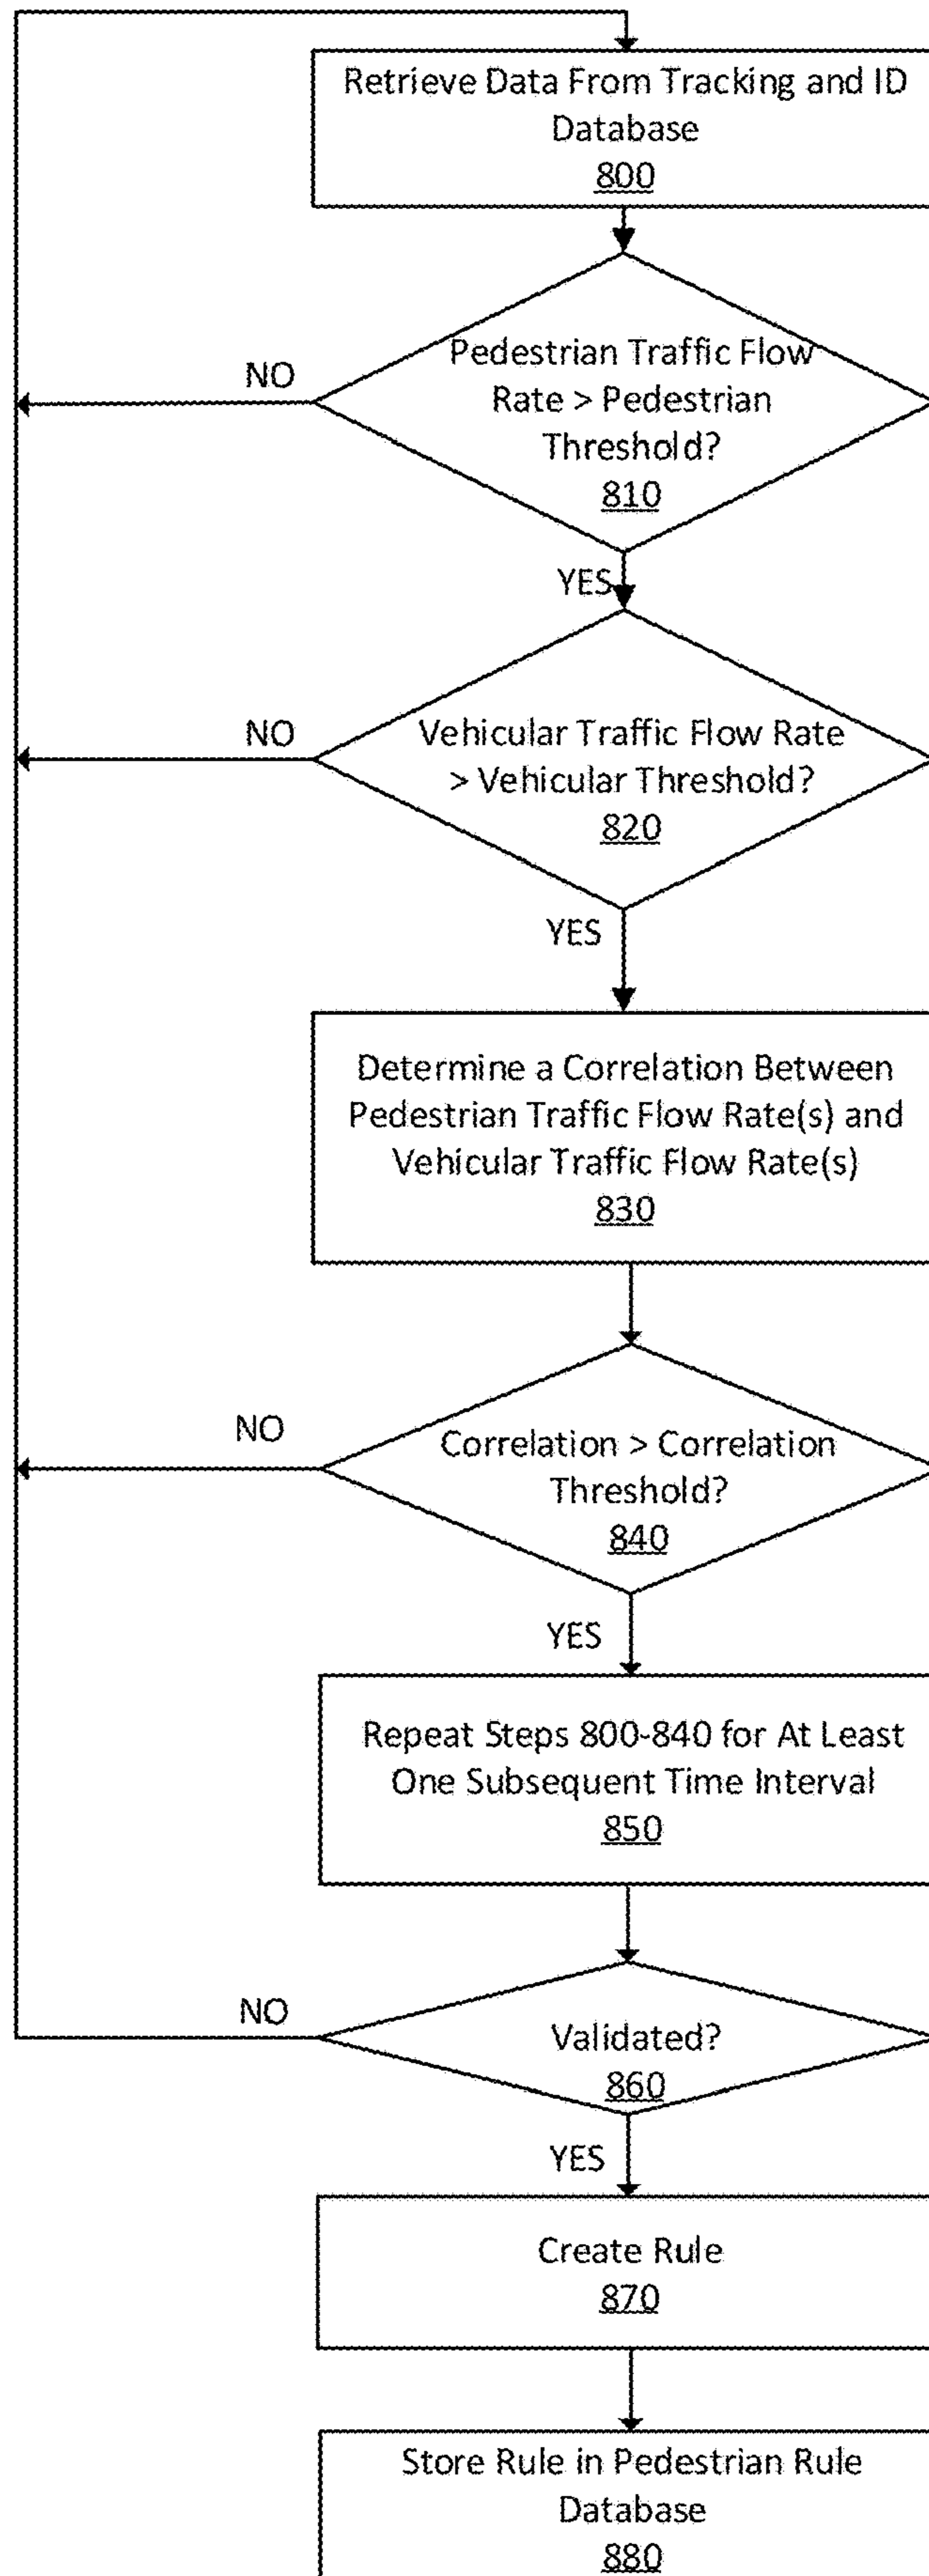 Retrieve Data From Tracking and ID
Database
800
Pedestrian Traffic Flow
Rate > Pedestrian
Threshold?
810
NO
YES
Vehicular Traffic Flow Rate
> Vehicular Threshold?
820
NO
YES
Determine a Correlation Between
Pedestrian Traffic Flow Rate(s) and
Vehicular Traffic Flow Rate(s)
830
NO
Correlation > Correlation
Threshold?
840
YES
Repeat Steps 800-840 for At Least
One Subsequent Time Interval
850
NO
Validated?
860
YES
Create Rule
870
Store Rule in Pedestrian Rule
Database
880